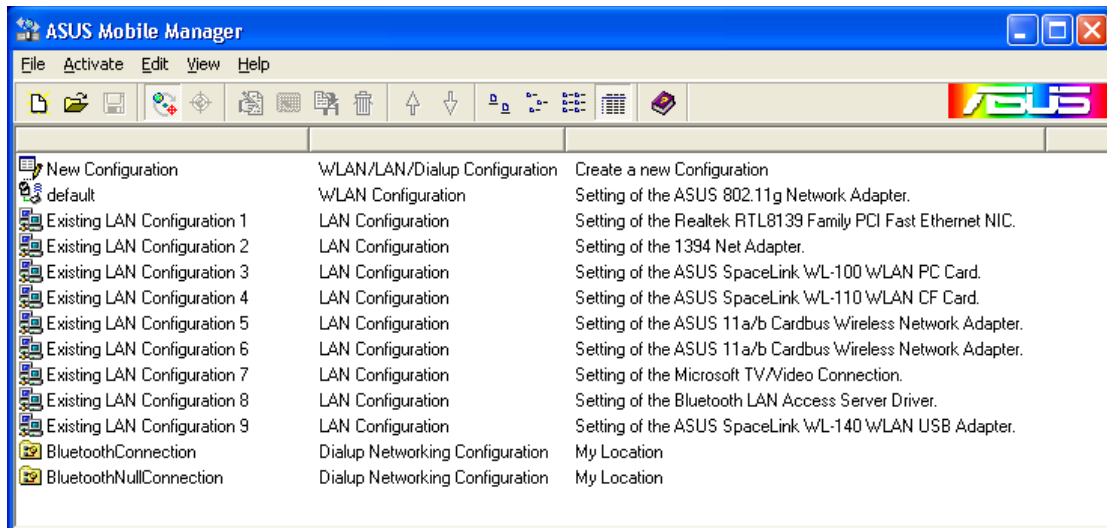 ASUS Mobile Manager
File Activate Edit View Help
ASUS
New Configuration WLAN/LAN/Dialup Configuration Create a new Configuration
default WLAN Configuration Setting of the ASUS 802.11g Network Adapter.
Existing LAN Configuration 1 LAN Configuration Setting of the Realtek RTL8139 Family PCI Fast Ethernet NIC.
Existing LAN Configuration 2 LAN Configuration Setting of the 1394 Net Adapter.
Existing LAN Configuration 3 LAN Configuration Setting of the ASUS SpaceLink WL-100 WLAN PC Card.
Existing LAN Configuration 4 LAN Configuration Setting of the ASUS SpaceLink WL-110 WLAN CF Card.
Existing LAN Configuration 5 LAN Configuration Setting of the ASUS 11a/b Cardbus Wireless Network Adapter.
Existing LAN Configuration 6 LAN Configuration Setting of the ASUS 11a/b Cardbus Wireless Network Adapter.
Existing LAN Configuration 7 LAN Configuration Setting of the Microsoft TV/Video Connection.
Existing LAN Configuration 8 LAN Configuration Setting of the Bluetooth LAN Access Server Driver.
Existing LAN Configuration 9 LAN Configuration Setting of the ASUS SpaceLink WL-140 WLAN USB Adapter.
BluetoothConnection Dialup Networking Configuration My Location
BluetoothNullConnection Dialup Networking Configuration My Location